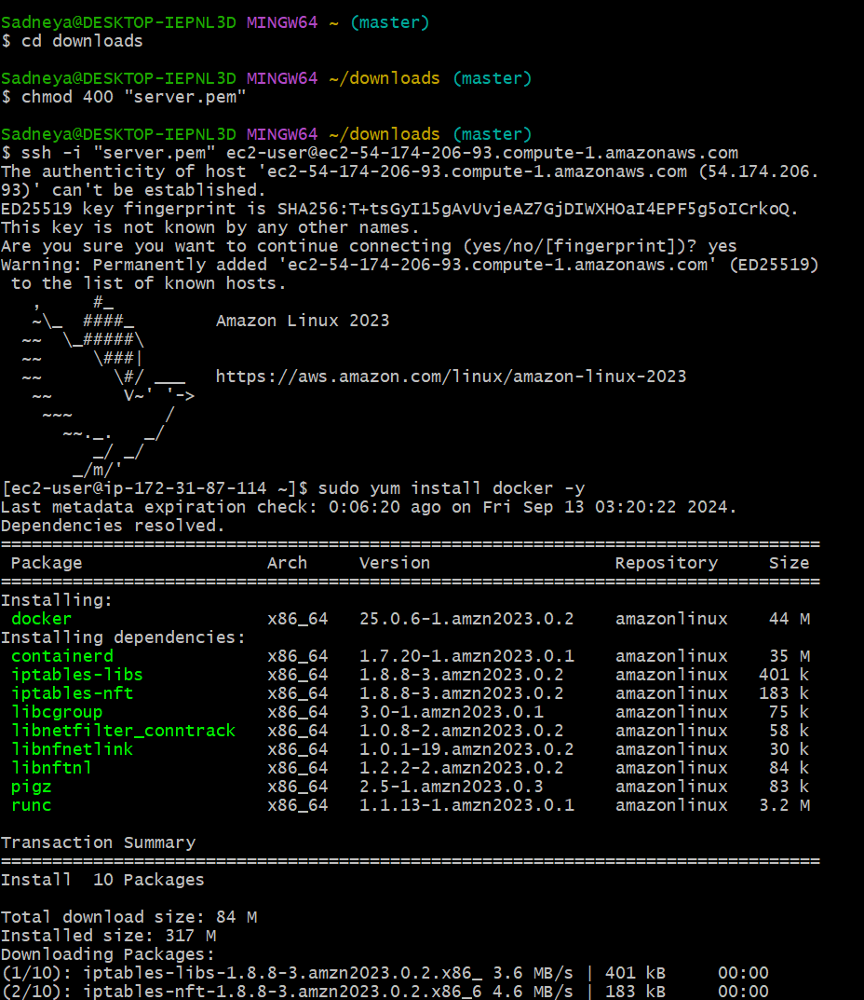 Sadneya@DESKTOP-IEPNL3D MINGW64 ~ (master)
$ cd downloads

Sadneya@DESKTOP-IEPNL3D MINGW64 ~/downloads (master)
$ chmod 400 "server.pem"

Sadneya@DESKTOP-IEPNL3D MINGW64 ~/downloads (master)
$ ssh -i "server.pem" ec2-user@ec2-54-174-206-93.compute-1.amazonaws.com
The authenticity of host 'ec2-54-174-206-93.compute-1.amazonaws.com (54.174.206.
93)' can't be established.
ED25519 key fingerprint is SHA256:T+tsGyI15gAvUvjeAZ7GjDIWXHOaI4EPF5g5oICrkoQ.
This key is not known by any other names.
Are you sure you want to continue connecting (yes/no/[fingerprint])? yes
Warning: Permanently added 'ec2-54-174-206-93.compute-1.amazonaws.com' (ED25519)
 to the list of known hosts.
   ,     #_
   ~\_  ####_        Amazon Linux 2023
  ~~  \_#####\
  ~~     \###|
  ~~       \#/ ___   https://aws.amazon.com/linux/amazon-linux-2023
   ~~       V~' '->
    ~~~         /
      ~~._.   _/
         _/ _/
       _/m/'
[ec2-user@ip-172-31-87-114 ~]$ sudo yum install docker -y
Last metadata expiration check: 0:06:20 ago on Fri Sep 13 03:20:22 2024.
Dependencies resolved.
================================================================================
 Package                  Arch     Version                  Repository     Size
================================================================================
Installing:
 docker                   x86_64   25.0.6-1.amzn2023.0.2    amazonlinux    44 M
Installing dependencies:
 containerd               x86_64   1.7.20-1.amzn2023.0.1    amazonlinux    35 M
 iptables-libs            x86_64   1.8.8-3.amzn2023.0.2     amazonlinux   401 k
 iptables-nft             x86_64   1.8.8-3.amzn2023.0.2     amazonlinux   183 k
 libcgroup                x86_64   3.0-1.amzn2023.0.1       amazonlinux    75 k
 libnetfilter_conntrack   x86_64   1.0.8-2.amzn2023.0.2     amazonlinux    58 k
 libnfnetlink             x86_64   1.0.1-19.amzn2023.0.2    amazonlinux    30 k
 libnftnl                 x86_64   1.2.2-2.amzn2023.0.2     amazonlinux    84 k
 pigz                     x86_64   2.5-1.amzn2023.0.3       amazonlinux    83 k
 runc                     x86_64   1.1.13-1.amzn2023.0.1    amazonlinux   3.2 M

Transaction Summary
================================================================================
Install  10 Packages

Total download size: 84 M
Installed size: 317 M
Downloading Packages:
(1/10): iptables-libs-1.8.8-3.amzn2023.0.2.x86_ 3.6 MB/s | 401 kB     00:00
(2/10): iptables-nft-1.8.8-3.amzn2023.0.2.x86_6 4.6 MB/s | 183 kB     00:00